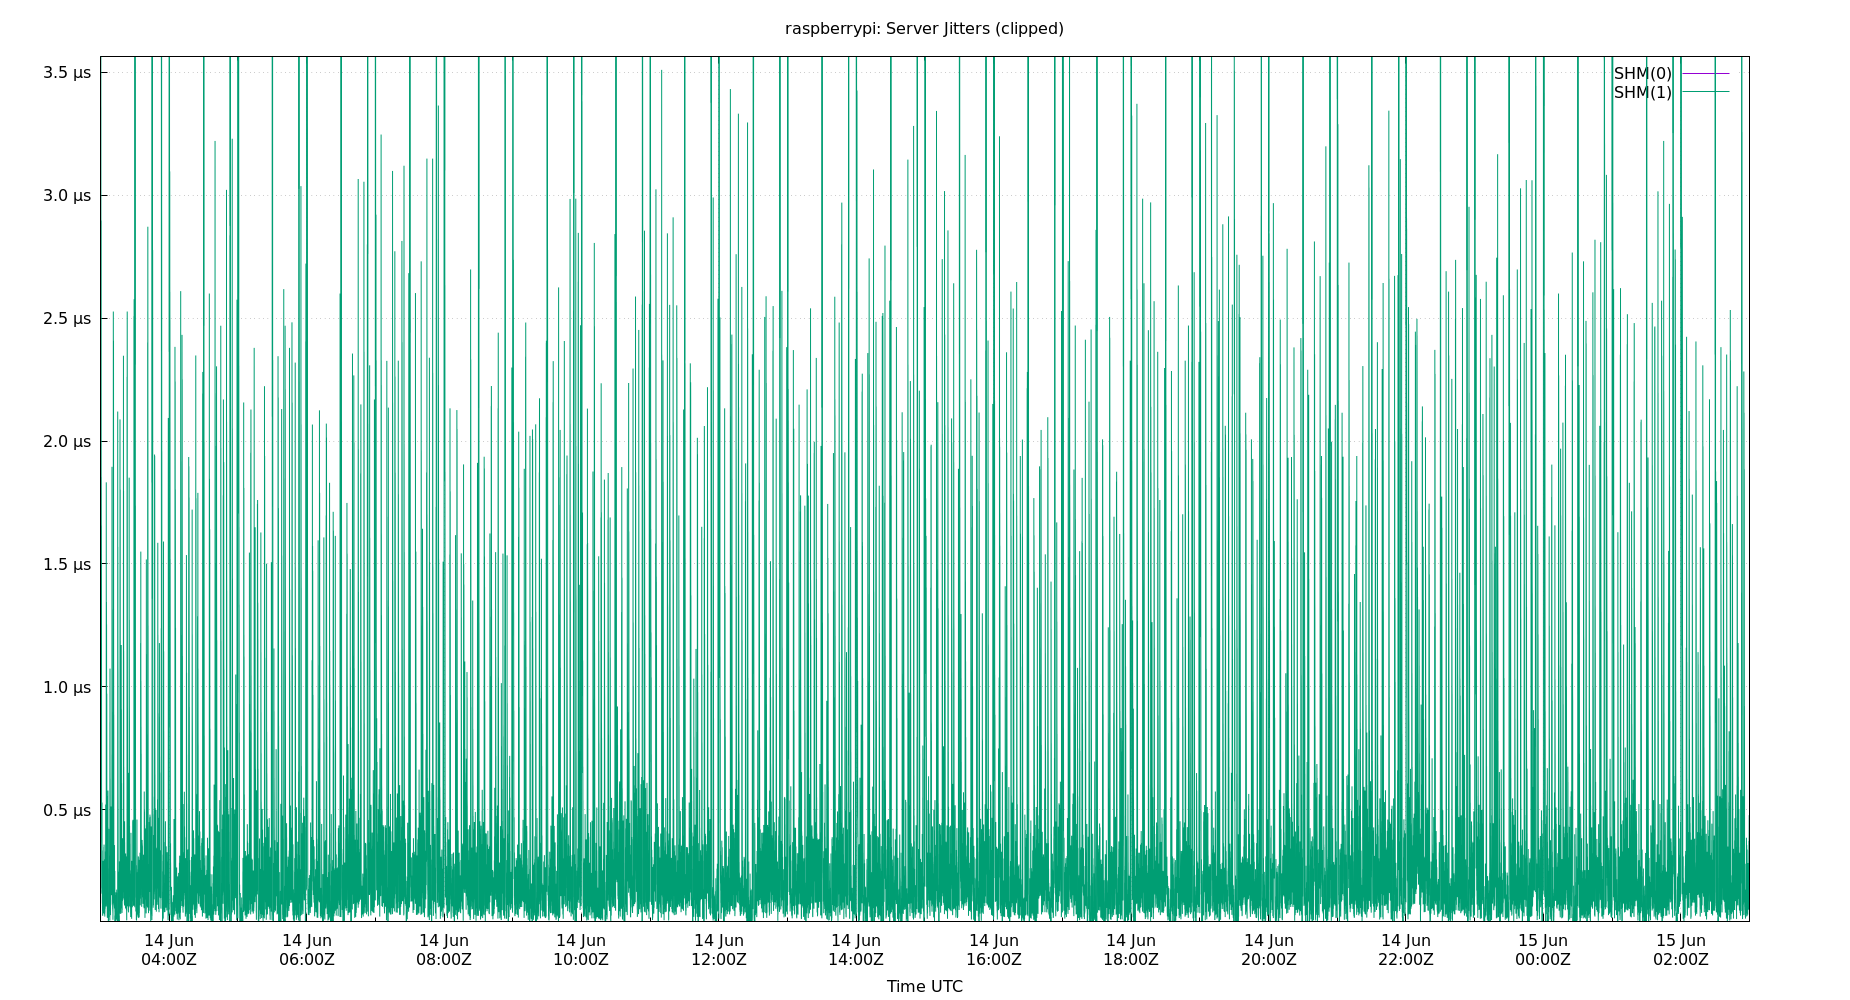 raspberrypi: Server Jitters (clipped)
3.5 µs
3.0 µs
2.5 µs
2.0 µs
1.5 µs
1.0 µs
0.5 µs
SHM(0)
SHM(1)
14 Jun 14 Jun 14 Jun 14 Jun 14 Jun 14 Jun 14 Jun 14 Jun 14 Jun 14 Jun 15 Jun 15 Jun
04:00Z 06:00Z 08:00Z 10:00Z 12:00Z 14:00Z 16:00Z 18:00Z 20:00Z 22:00Z 00:00Z 02:00Z
Time UTC